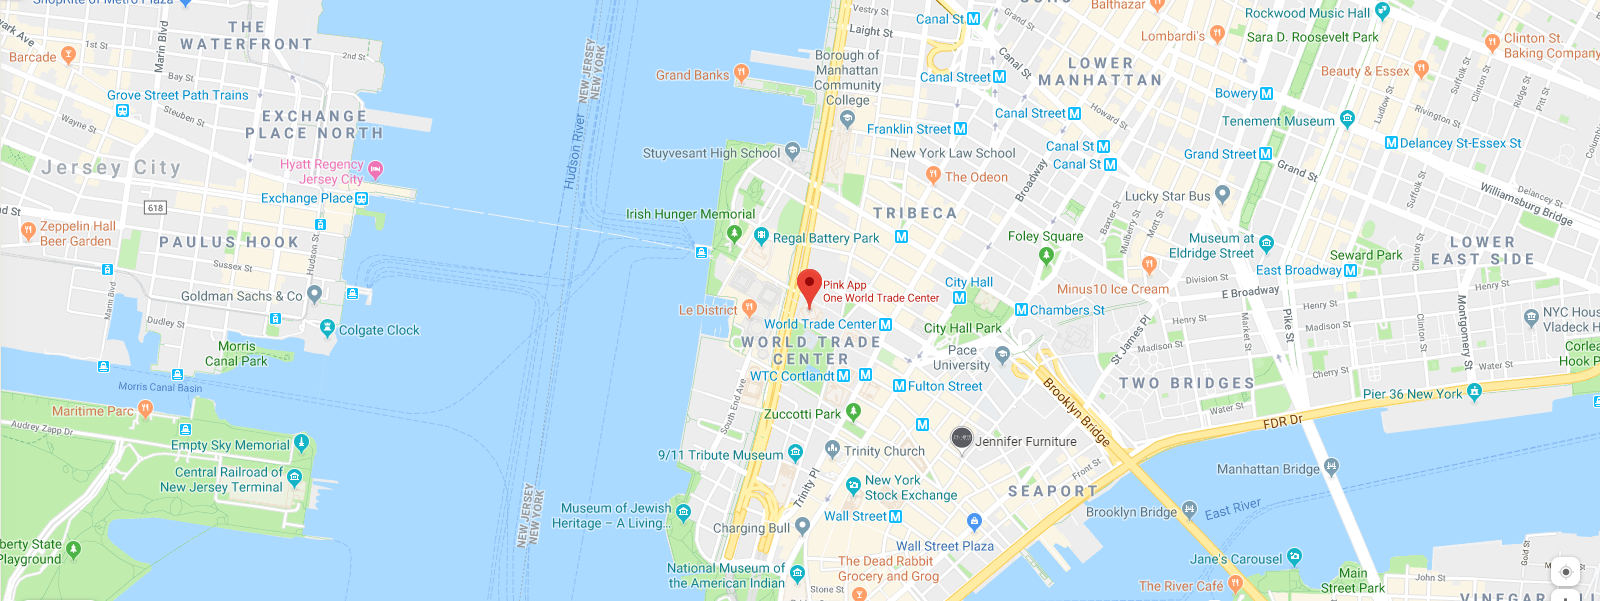 ShopRite of Metro Plaza
THE
WATERFRONT
Marin Blvd
2nd St
1st St
Barcade
Bay St
Grove Street Path Trains
Steuben St
EXCHANGE
PLACE NORTH
Wayne St
Jersey City
Hyatt Regency
Jersey City
Exchange Place
618
Zeppelin Hall
Beer Garden
PAULUS HOOK
Sussex St
Hudson St
Goldman Sachs & Co
Marin Blvd
Dudley St
Colgate Clock
Morris
Canal Park
Morris Canal Basin
Maritime Parc
Audrey Zapp Dr
Empty Sky Memorial
Central Railroad of
New Jersey Terminal
berty State
Playground
NEW JERSEY
NEW YORK
Hudson River
NEW JERSEY
NEW YORK
Grand Banks
Stuyvesant High School
Irish Hunger Memorial
Regal Battery Park
Le District
Pink App
One World Trade Center
World Trade Center
WORLD TRADE
CENTER
WTC Cortlandt
South End Ave
Zuccotti Park
9/11 Tribute Museum
Trinity Church
Trinity Pl
New York
Stock Exchange
Museum of Jewish
Heritage – A Living...
Wall Street
Charging Bull
National Museum of
the American Indian
Stone St
The Dead Rabbit
Grocery and Grog
Wall Street Plaza
Vestry St
Laight St
Canal St
Borough of
Manhattan
Community
College
Canal Street
Canal St
Grand St
Balthazar
Lombardi's
LOWER
MANHATTAN
Rockwood Music Hall
Sara D. Roosevelt Park
Clinton St.
Baking Company
Beauty & Essex
Suffolk St
Clinton St
Ridge St
Pitt St
Ludlow St
Bowery
Canal Street
Howard St
Tenement Museum
Franklin Street
New York Law School
Canal St
Canal St
Grand Street
Grand St
Delancey St-Essex St
The Odeon
Broadway
TRIBECA
Lucky Star Bus
Baxter St
Mulberry St
Mott St
Suffolk St
Delancey St
Williamsburg Bridge
Foley Square
Museum at
Eldridge Street
Seward Park
LOWER
EAST SIDE
Clinton St
East Broadway
Minus10 Ice Cream
Division St
E Broadway
City Hall
Chambers St
City Hall Park
Pace
University
St James Pl
Henry St
Madison St
Market St
Pike St
Henry St
Madison St
Clinton St
Henry St
Montgomery St
NYC Hous
Vladeck H
Corlea
Hook P
Cherry St
Water St
Fulton Street
TWO BRIDGES
Water St
Pier 36 New York
FDR Dr
Brooklyn Bridge
Jennifer Furniture
Front St
SEAPORT
Manhattan Bridge
Brooklyn Bridge
East River
Jane's Carousel
The River Café
Main
Street Park
John St
Gold St